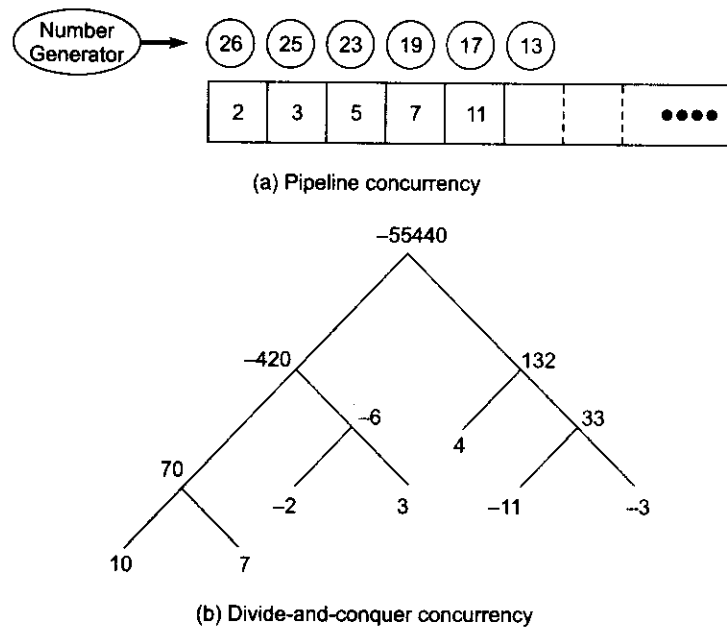 Number
Generator
26 25 23 19 17 13
2 3 5 7 11
(a) Pipeline concurrency
–55440
–420 132
–6 33
4
70
–2 3 –11 –3
10 7
(b) Divide-and-conquer concurrency